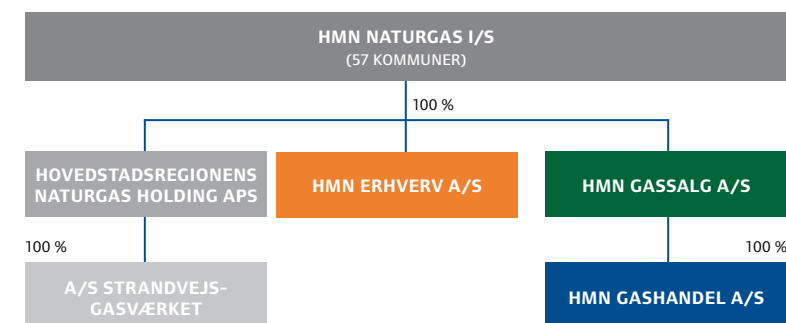 HMN NATURGAS I/S
(57 KOMMUNER)
100 %
HOVEDSTADSREGIONENS
NATURGAS HOLDING APS
HMN ERHVERV A/S
HMN GASSALG A/S
100 %
100 %
A/S STRANDVEJS-
GASVÆRKET
HMN GASHANDEL A/S